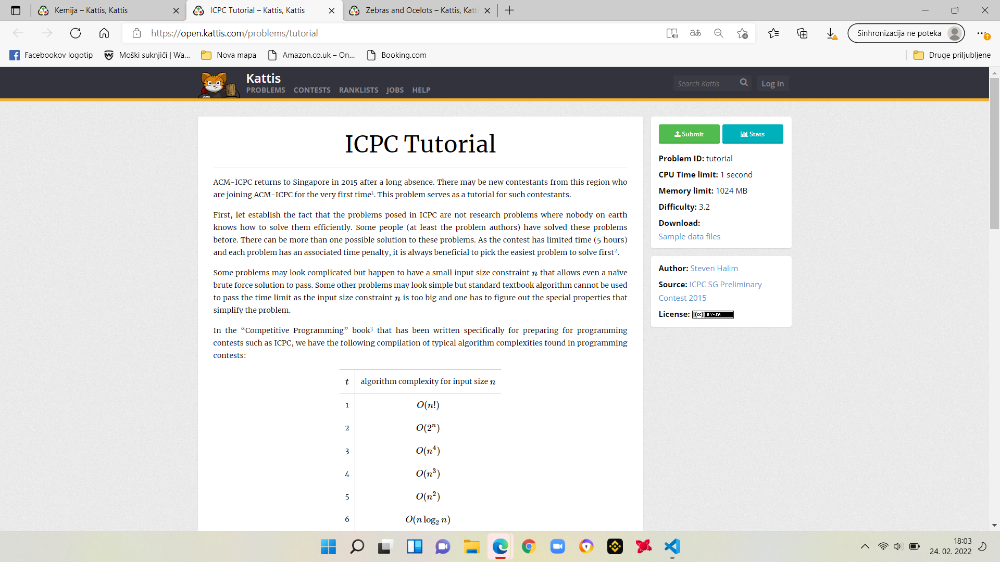 Kemija – Kattis, Kattis
ICPC Tutorial – Kattis, Kattis
Zebras and Ocelots – Kattis, Katt
https://open.kattis.com/problems/tutorial
Sinhronizacija ne poteka
Facebookov logotip
Moški suknjiči | Wa...
Nova mapa
Amazon.co.uk – On...
Booking.com
Druge priljubljene
Kattis
PROBLEMS CONTESTS RANKLISTS JOBS HELP
Search Kattis
Log in
ICPC Tutorial
ACM-ICPC returns to Singapore in 2015 after a long absence. There may be new contestants from this region who
are joining ACM-ICPC for the very first time¹. This problem serves as a tutorial for such contestants.
First, let establish the fact that the problems posed in ICPC are not research problems where nobody on earth
knows how to solve them efficiently. Some people (at least the problem authors) have solved these problems
before. There can be more than one possible solution to these problems. As the contest has limited time (5 hours)
and each problem has an associated time penalty, it is always beneficial to pick the easiest problem to solve first².
Some problems may look complicated but happen to have a small input size constraint n that allows even a naïve
brute force solution to pass. Some other problems may look simple but standard textbook algorithm cannot be used
to pass the time limit as the input size constraint n is too big and one has to figure out the special properties that
simplify the problem.
In the “Competitive Programming” book³ that has been written specifically for preparing for programming
contests such as ICPC, we have the following compilation of typical algorithm complexities found in programming
contests:
t algorithm complexity for input size n
1 O(n!)
2 O(2ⁿ)
3 O(n⁴)
4 O(n³)
5 O(n²)
6 O(n log₂ n)
Submit
Stats
Problem ID: tutorial
CPU Time limit: 1 second
Memory limit: 1024 MB
Difficulty: 3.2
Download:
Sample data files
Author: Steven Halim
Source: ICPC SG Preliminary
Contest 2015
License: (cc) BY-SA
18:03
24. 02. 2022